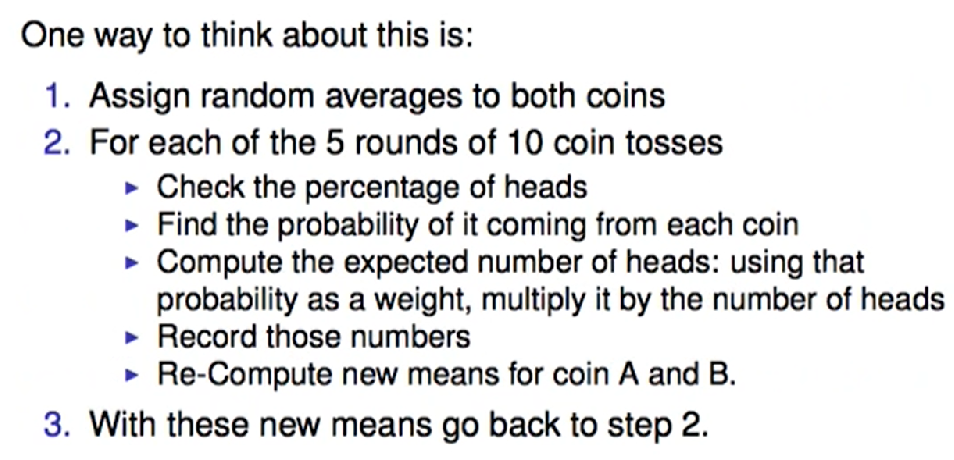 One way to think about this is:
1. Assign random averages to both coins
2. For each of the 5 rounds of 10 coin tosses
► Check the percentage of heads
► Find the probability of it coming from each coin
► Compute the expected number of heads: using that
probability as a weight, multiply it by the number of heads
► Record those numbers
► Re-Compute new means for coin A and B.
3. With these new means go back to step 2.